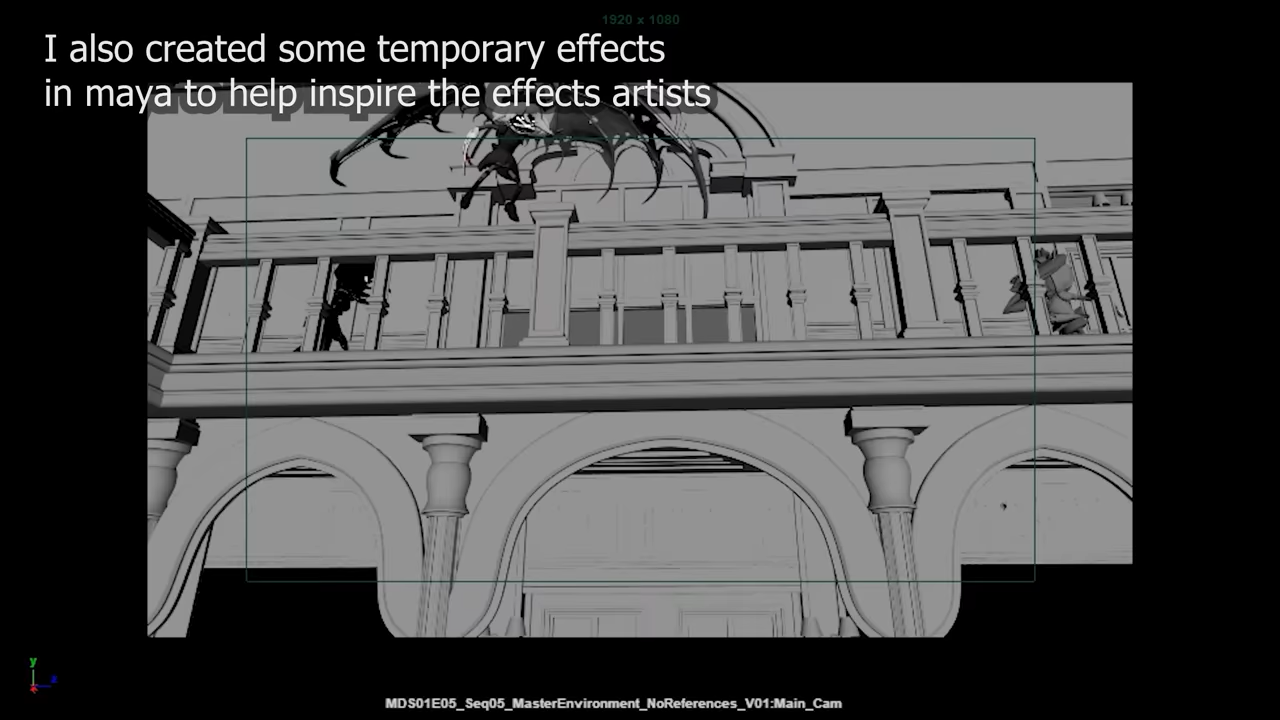 1920 x 1080
I also created some temporary effects
in maya to help inspire the effects artists
y
z
MDS01E05_Seq05_MasterEnvironment_NoReferences_V01:Main_Cam